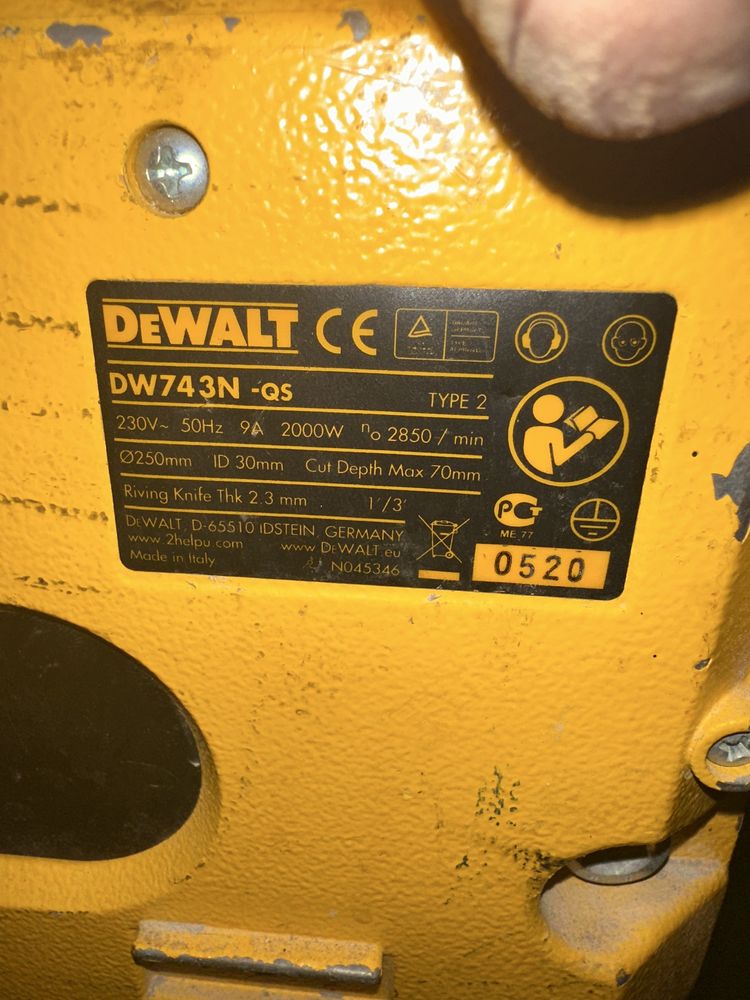 DEWALT CE
DW743N -QS TYPE 2
230V~ 50Hz 9A 2000W no 2850 / min
Ø250mm ID 30mm Cut Depth Max 70mm
Riving Knife Thk 2.3 mm 1'/3'
DEWALT, D-65510 IDSTEIN, GERMANY
www.2helpu.com www.DEWALT.eu
Made in Italy N045346
РСТ
ME 77
0520